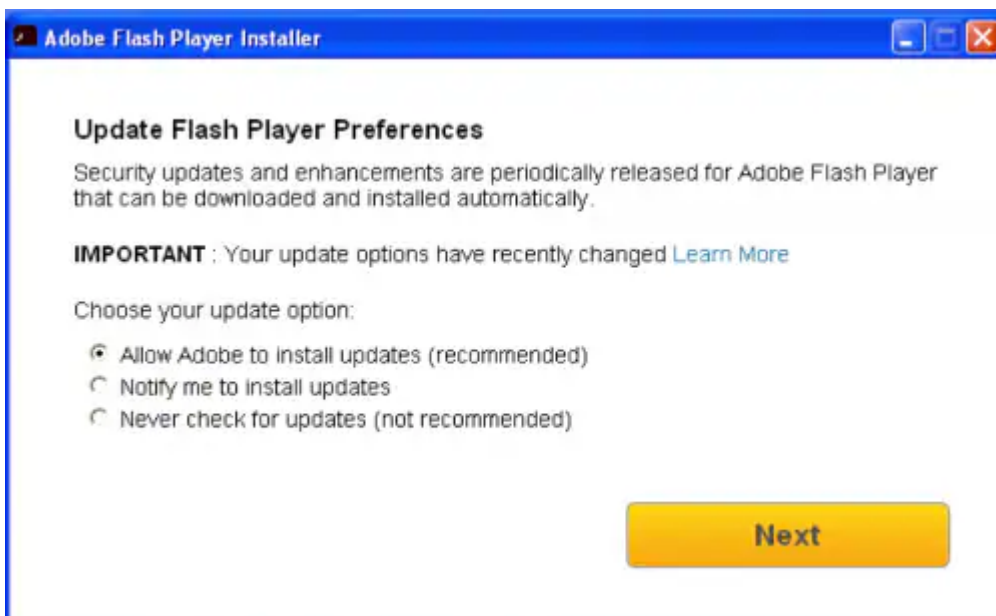 Adobe Flash Player Installer
Update Flash Player Preferences
Security updates and enhancements are periodically released for Adobe Flash Player
that can be downloaded and installed automatically.
IMPORTANT : Your update options have recently changed Learn More
Choose your update option:
Allow Adobe to install updates (recommended)
Notify me to install updates
Never check for updates (not recommended)
Next